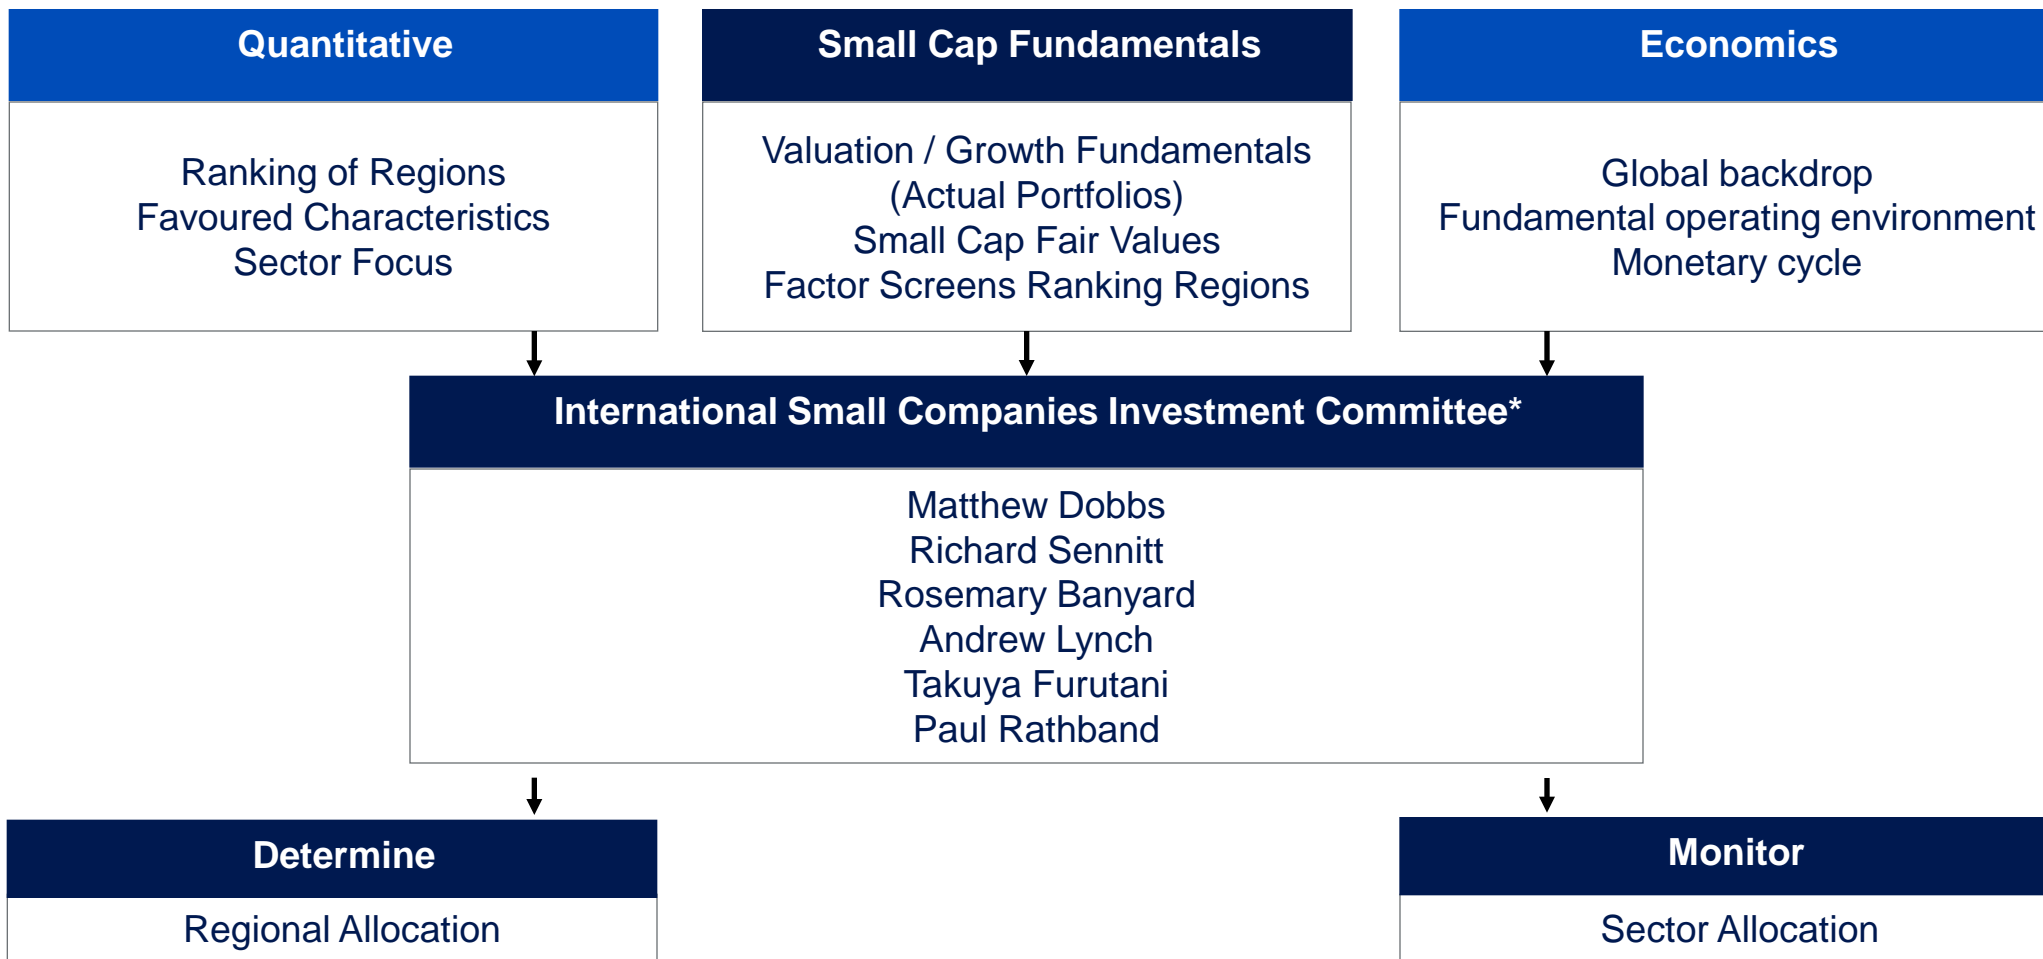 Quantitative
Ranking of Regions
Favoured Characteristics
Sector Focus
Small Cap Fundamentals
Valuation / Growth Fundamentals
(Actual Portfolios)
Small Cap Fair Values
Factor Screens Ranking Regions
Economics
Global backdrop
Fundamental operating environment
Monetary cycle
International Small Companies Investment Committee*
Matthew Dobbs
Richard Sennitt
Rosemary Banyard
Andrew Lynch
Takuya Furutani
Paul Rathband
Determine
Regional Allocation
Monitor
Sector Allocation